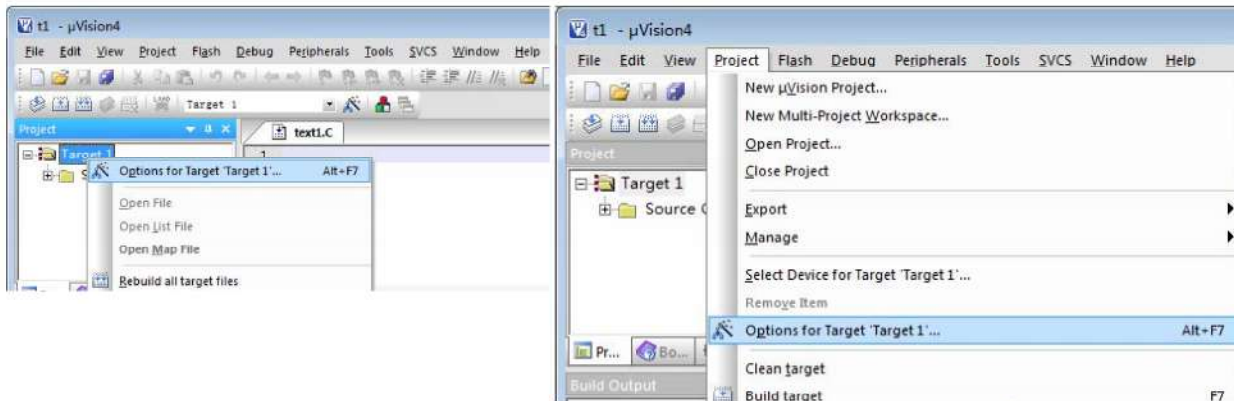 t1 - µVision4
File Edit View Project Flash Debug Peripherals Tools SVCS Window Help
Target 1
Project
text1.C
Target 1
1
Options for Target 'Target 1'... Alt+F7
Open File
Open List File
Open Map File
Rebuild all target files
t1 - µVision4
File Edit View Project Flash Debug Peripherals Tools SVCS Window Help
New µVision Project...
New Multi-Project Workspace...
Open Project...
Close Project
Project
Target 1
Source
Export
Manage
Select Device for Target 'Target 1'...
Remove Item
Options for Target 'Target 1'... Alt+F7
Pr... Bo...
Clean target
Build Output
Build target F7